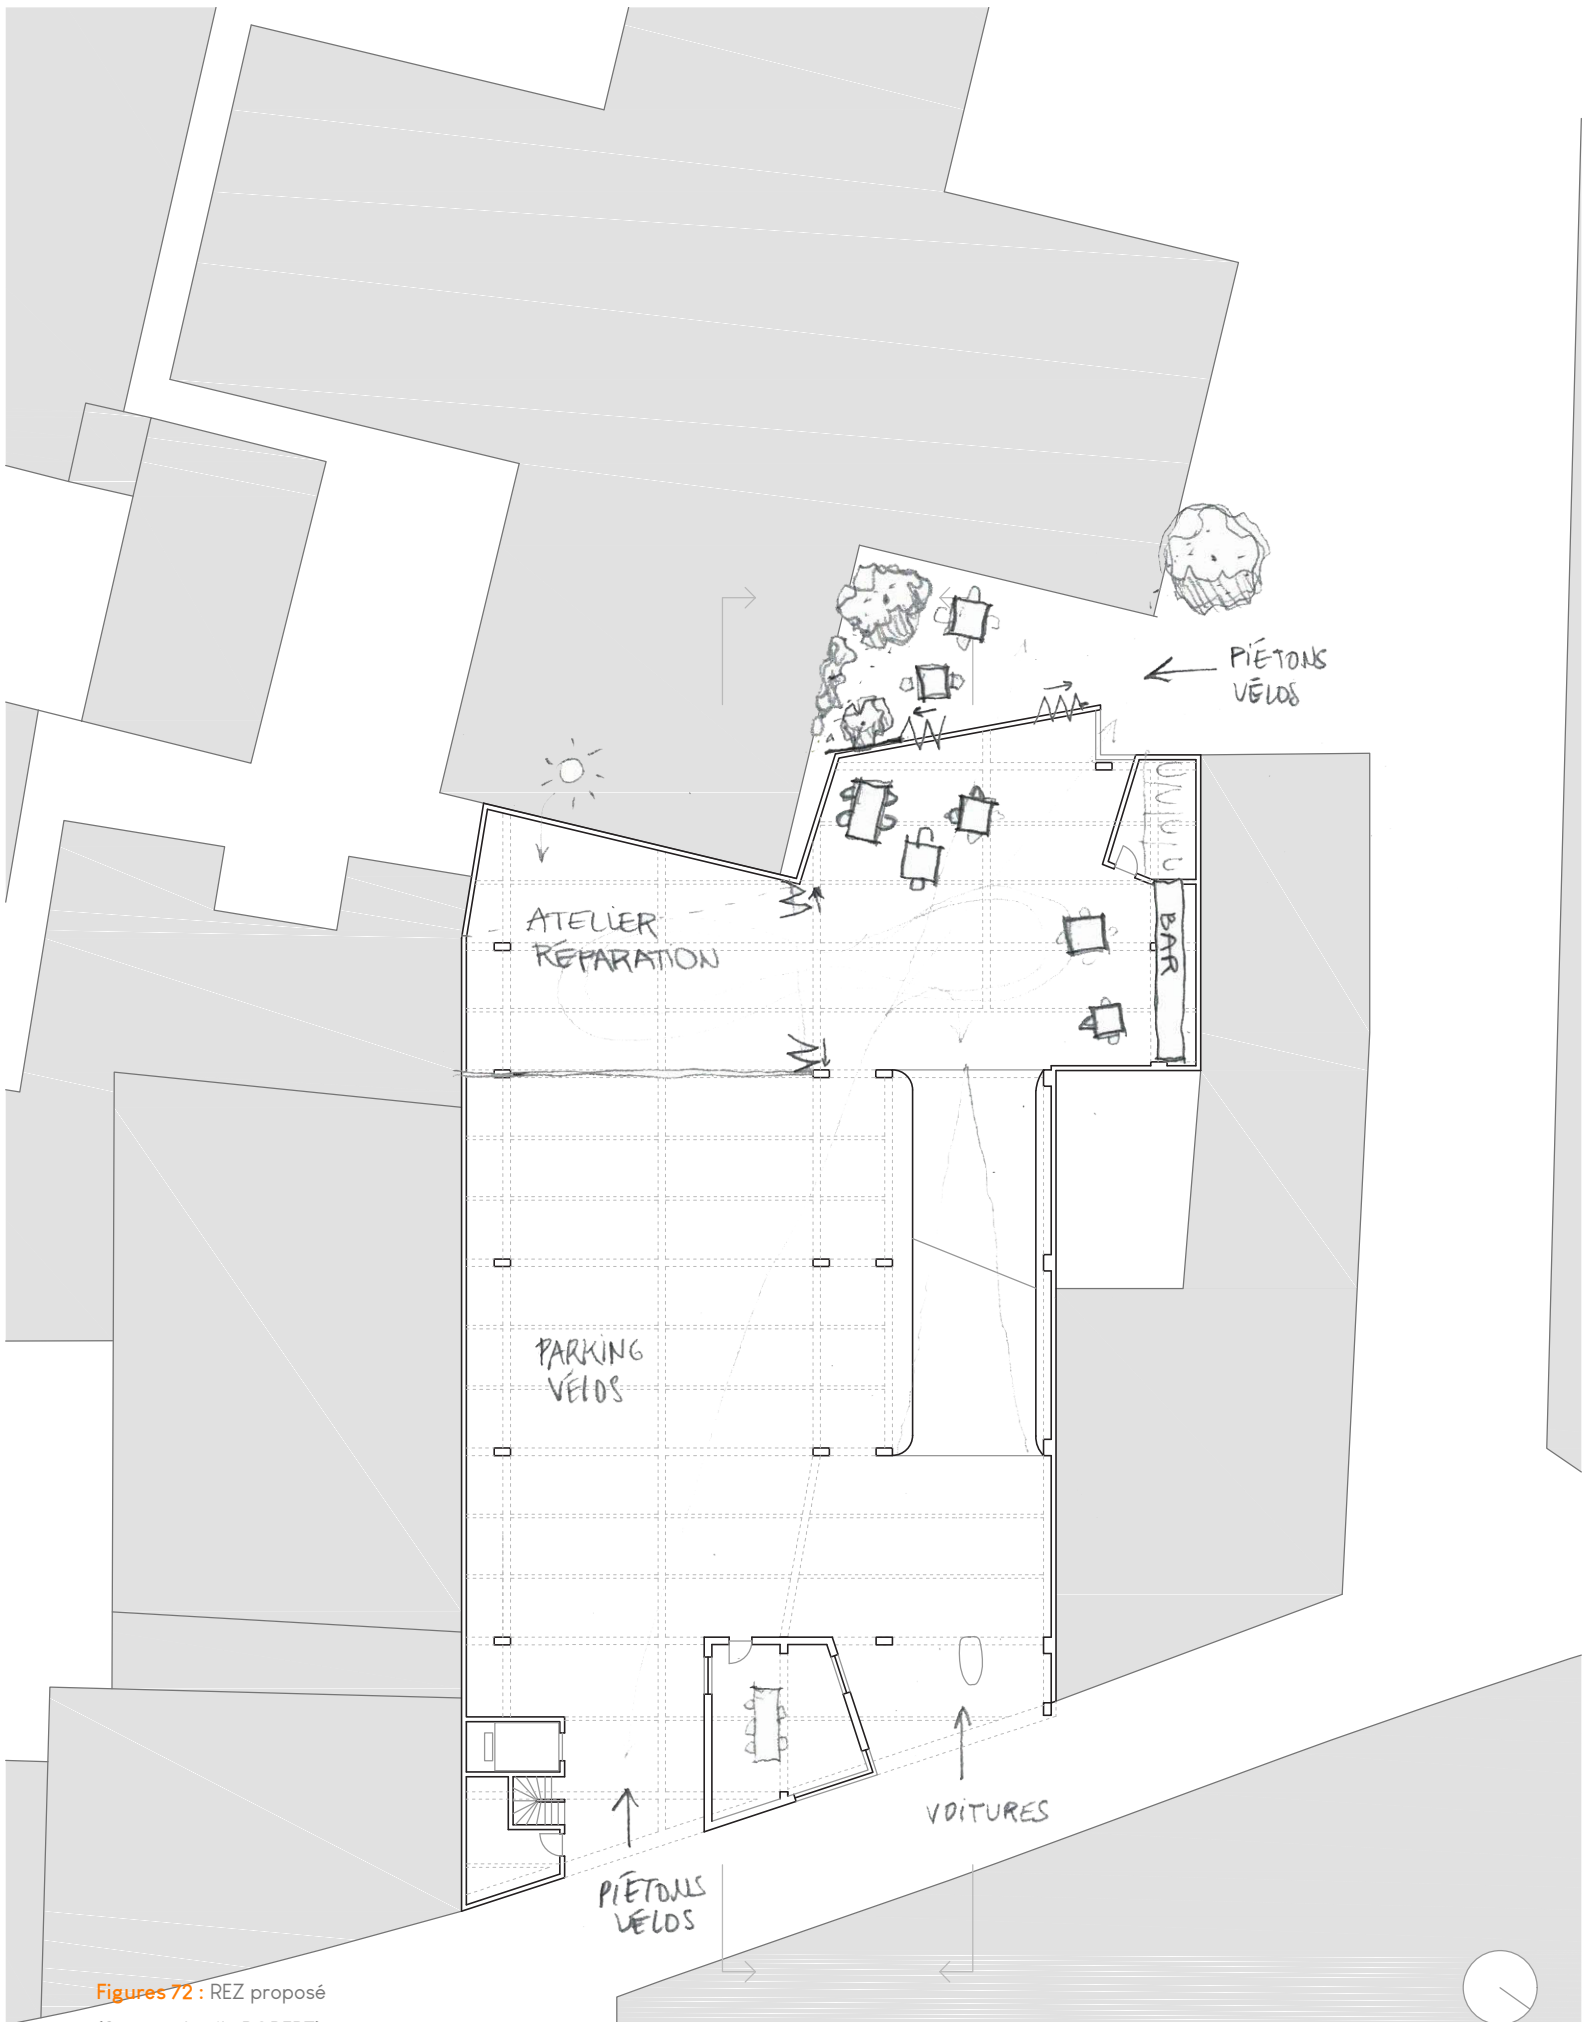 PIÉTONS
VÉLOS
ATELIER
RÉPARATION
BAR
PARKING
VÉLOS
VOITURES
PIÉTONS
VÉLOS
Figures 72 : REZ proposé